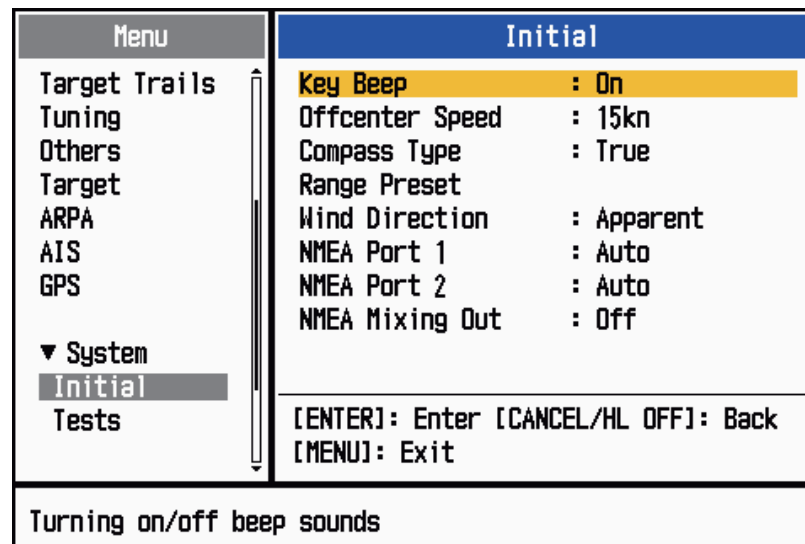 Menu
Target Trails
Tuning
Others
Target
ARPA
AIS
GPS
▼ System
Initial
Tests
Initial
Key Beep : On
Offcenter Speed : 15kn
Compass Type : True
Range Preset
Wind Direction : Apparent
NMEA Port 1 : Auto
NMEA Port 2 : Auto
NMEA Mixing Out : Off
[ENTER]: Enter [CANCEL/HL OFF]: Back
[MENU]: Exit
Turning on/off beep sounds